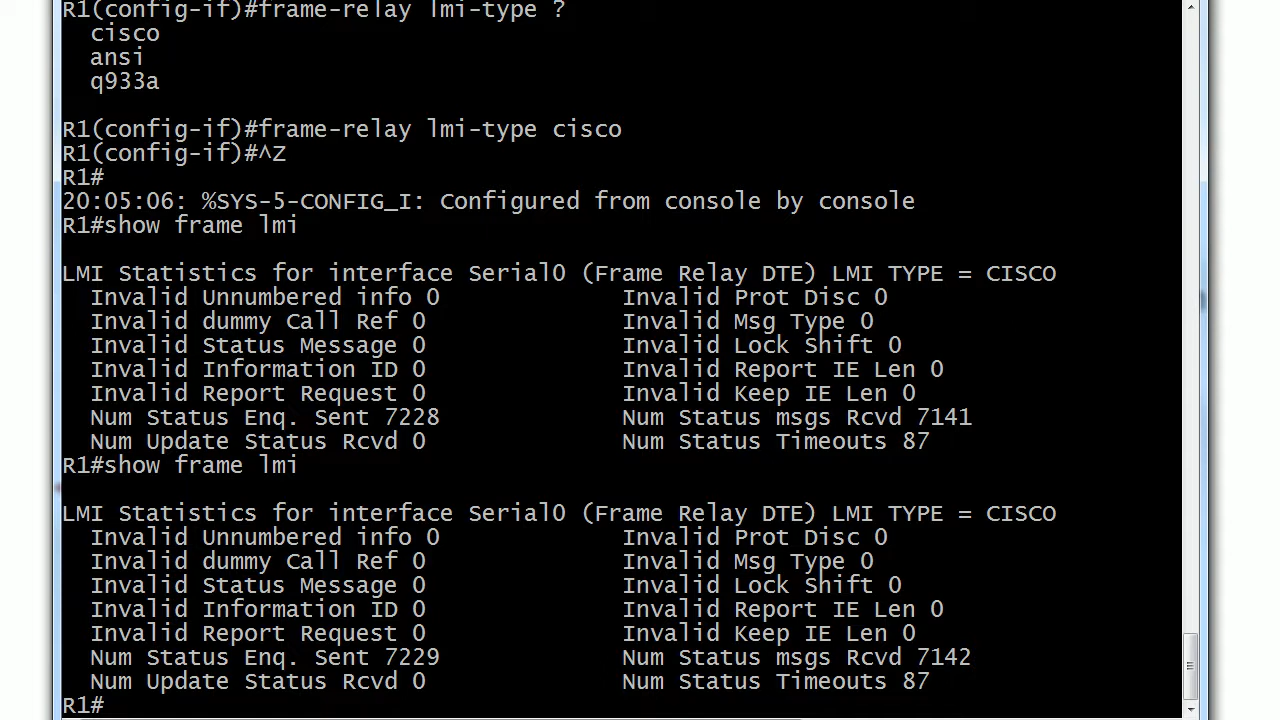 R1(config-if)#frame-relay lmi-type ?
  cisco
  ansi
  q933a

R1(config-if)#frame-relay lmi-type cisco
R1(config-if)#^Z
R1#
20:05:06: %SYS-5-CONFIG_I: Configured from console by console
R1#show frame lmi

LMI Statistics for interface Serial0 (Frame Relay DTE) LMI TYPE = CISCO
  Invalid Unnumbered info 0             Invalid Prot Disc 0
  Invalid dummy Call Ref 0              Invalid Msg Type 0
  Invalid Status Message 0              Invalid Lock Shift 0
  Invalid Information ID 0              Invalid Report IE Len 0
  Invalid Report Request 0              Invalid Keep IE Len 0
  Num Status Enq. Sent 7228             Num Status msgs Rcvd 7141
  Num Update Status Rcvd 0              Num Status Timeouts 87
R1#show frame lmi

LMI Statistics for interface Serial0 (Frame Relay DTE) LMI TYPE = CISCO
  Invalid Unnumbered info 0             Invalid Prot Disc 0
  Invalid dummy Call Ref 0              Invalid Msg Type 0
  Invalid Status Message 0              Invalid Lock Shift 0
  Invalid Information ID 0              Invalid Report IE Len 0
  Invalid Report Request 0              Invalid Keep IE Len 0
  Num Status Enq. Sent 7229             Num Status msgs Rcvd 7142
  Num Update Status Rcvd 0              Num Status Timeouts 87
R1#